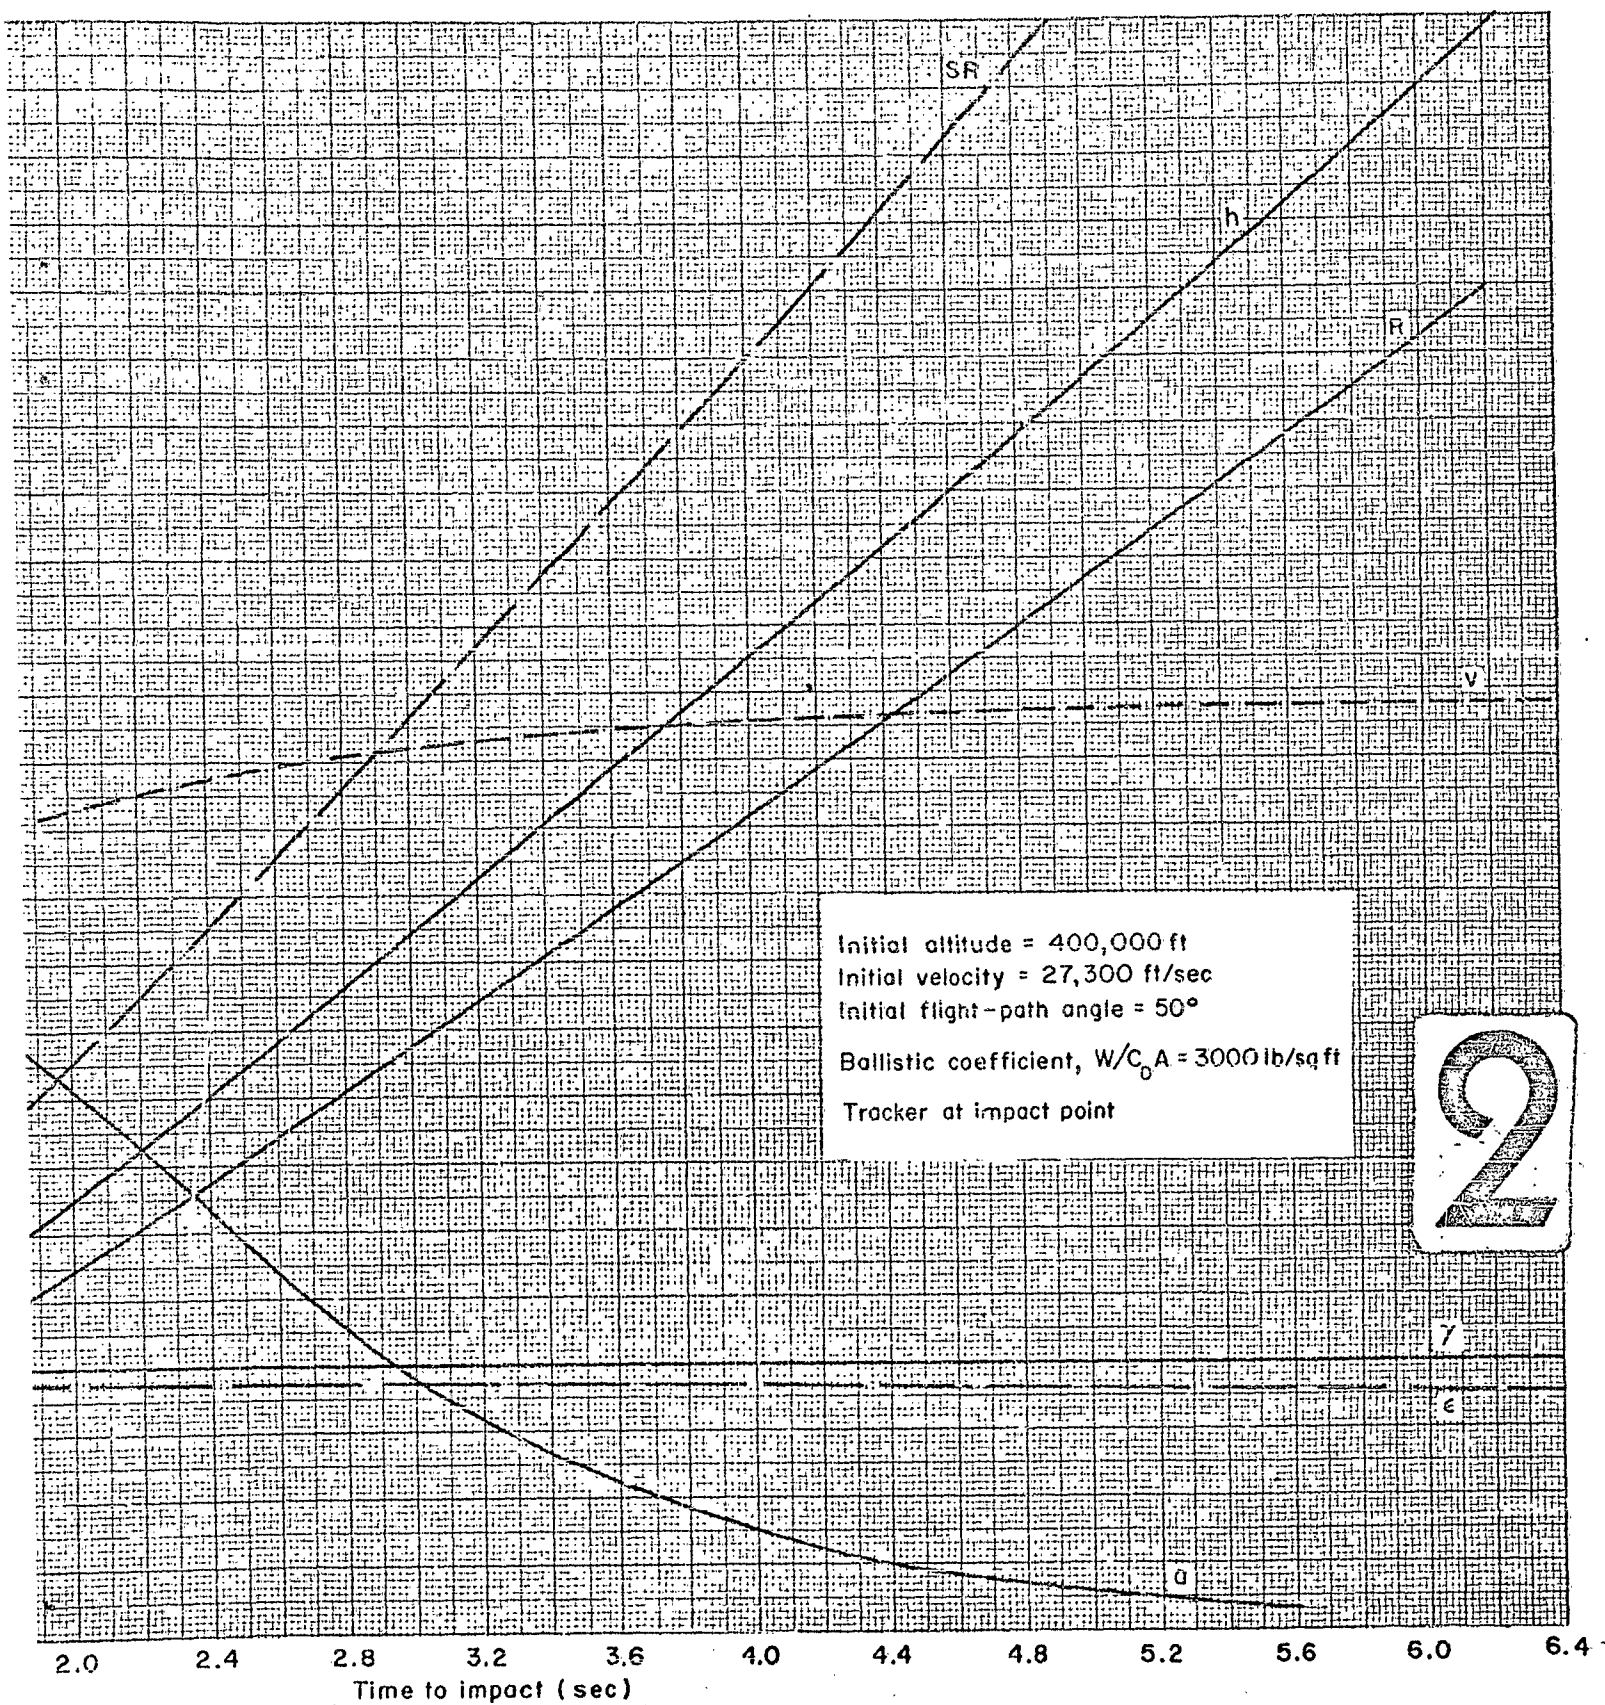 SR
h
R
v
Initial altitude = 400,000 ft
Initial velocity = 27,300 ft/sec
Initial flight-path angle = 50°
Ballistic coefficient, W/C_D A = 3000 lb/sq ft
Tracker at impact point
2
γ
ϵ
a
2.0 2.4 2.8 3.2 3.6 4.0 4.4 4.8 5.2 5.6 6.0 6.4
Time to impact (sec)